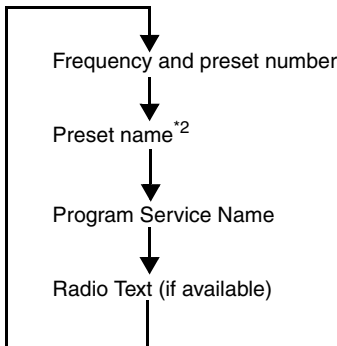 Frequency and preset number
Preset name*2
Program Service Name
Radio Text (if available)